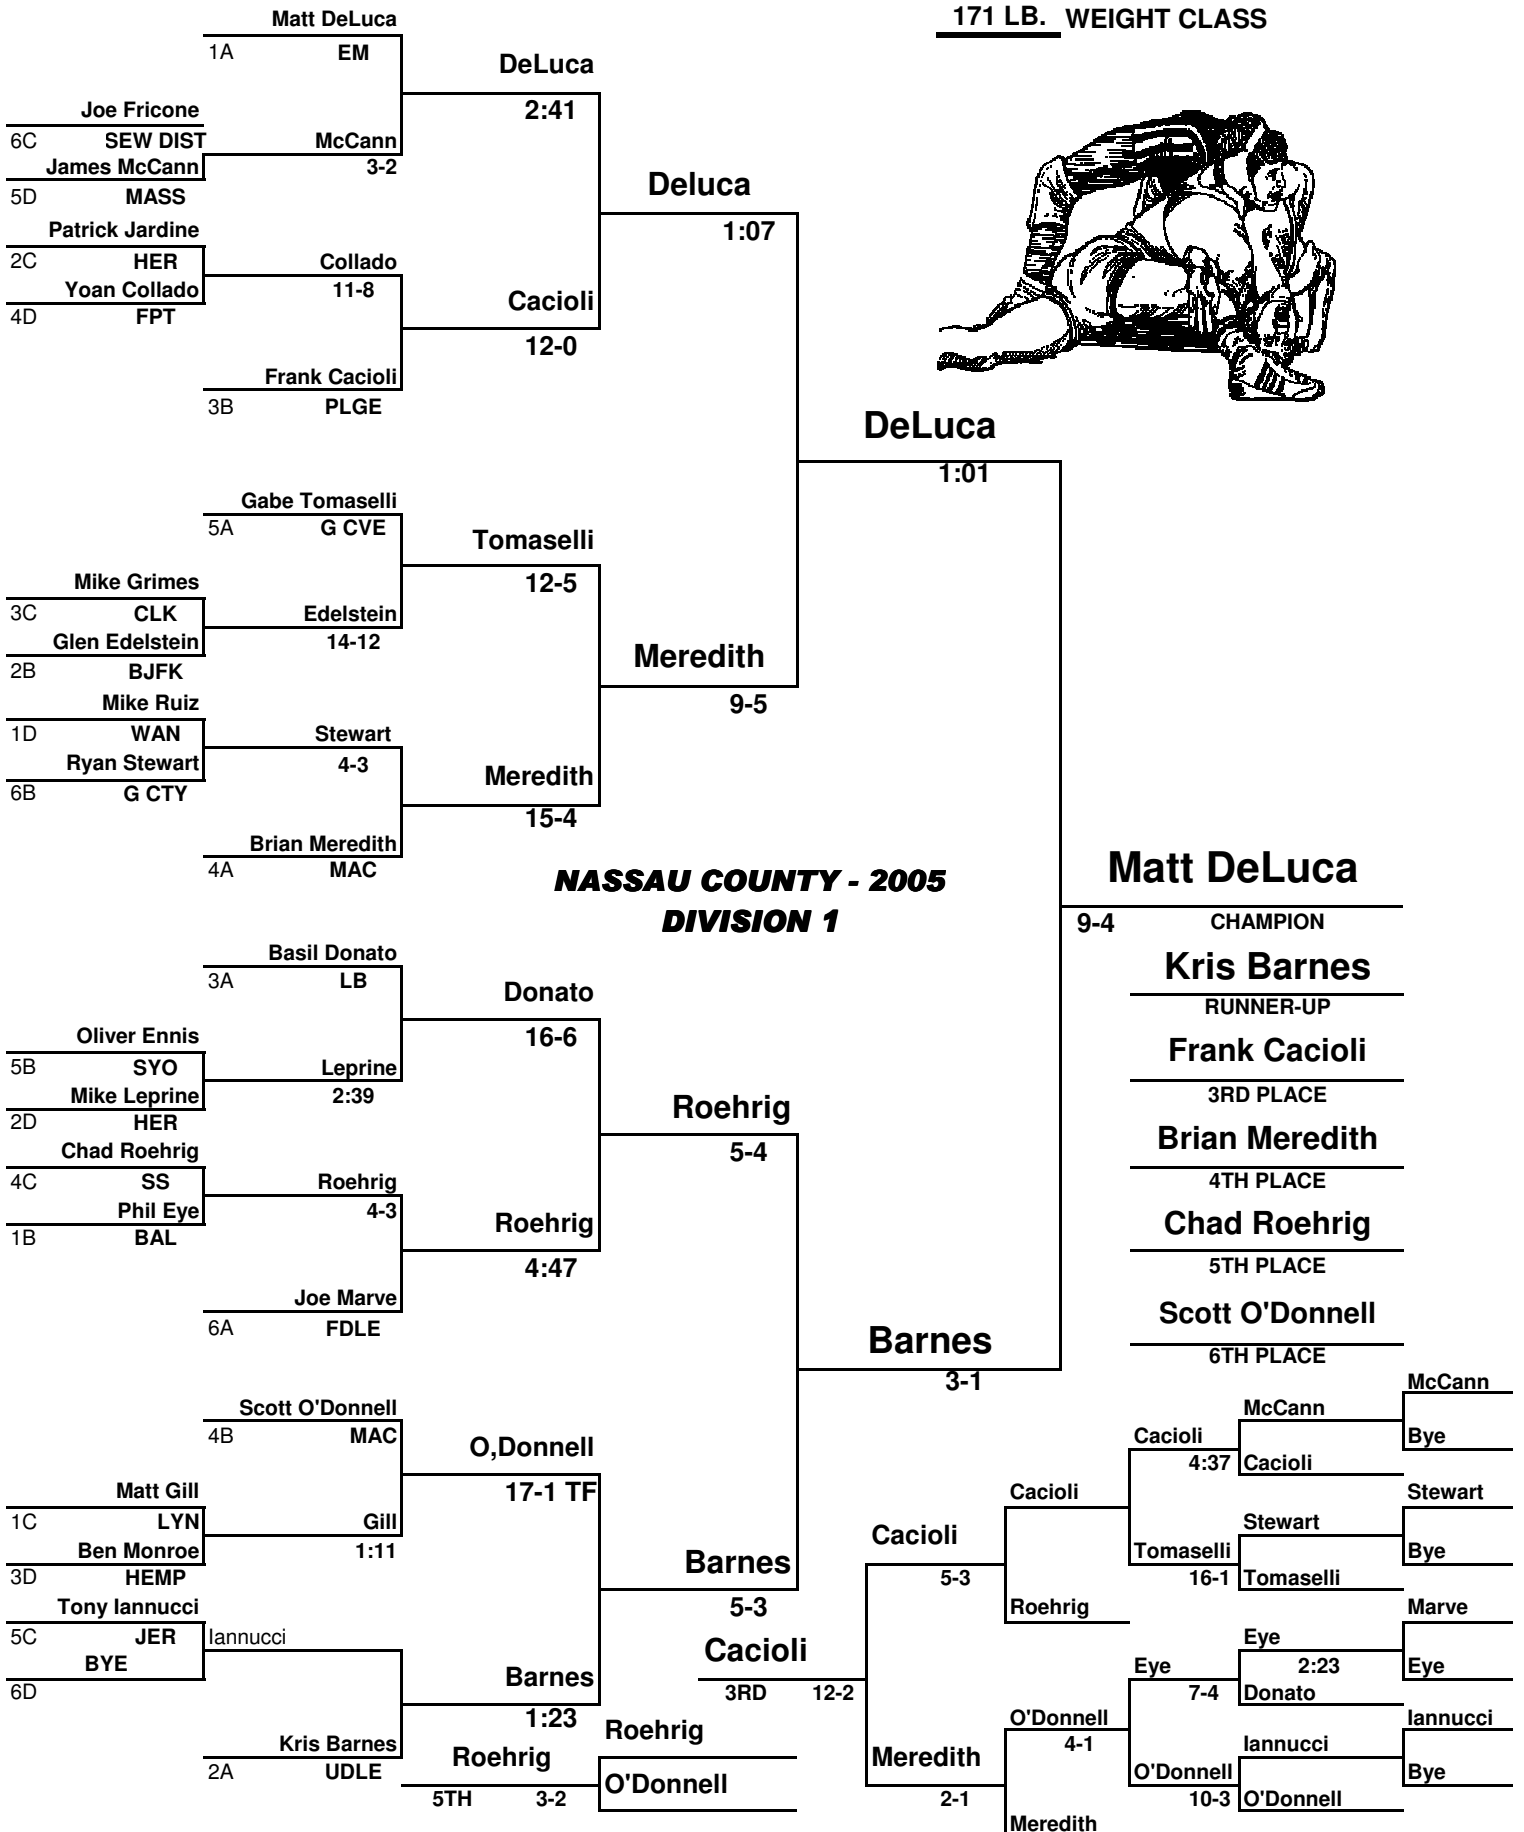 171 LB. WEIGHT CLASS
Matt DeLuca
1A EM
DeLuca
2:41
Joe Fricone
6C SEW DIST
James McCann
5D MASS
McCann
3-2
Deluca
1:07
Patrick Jardine
2C HER
Yoan Collado
4D FPT
Collado
11-8
Cacioli
12-0
Frank Cacioli
3B PLGE
DeLuca
1:01
Gabe Tomaselli
5A G CVE
Tomaselli
12-5
Mike Grimes
3C CLK
Glen Edelstein
2B BJFK
Edelstein
14-12
Meredith
9-5
Mike Ruiz
1D WAN
Ryan Stewart
6B G CTY
Stewart
4-3
Meredith
15-4
Brian Meredith
4A MAC
NASSAU COUNTY - 2005
DIVISION 1
Matt DeLuca
9-4 CHAMPION
Kris Barnes
RUNNER-UP
Frank Cacioli
3RD PLACE
Brian Meredith
4TH PLACE
Chad Roehrig
5TH PLACE
Scott O'Donnell
6TH PLACE
Basil Donato
3A LB
Donato
16-6
Oliver Ennis
5B SYO
Mike Leprine
2D HER
Leprine
2:39
Roehrig
5-4
Chad Roehrig
4C SS
Phil Eye
1B BAL
Roehrig
4-3
Roehrig
4:47
Joe Marve
6A FDLE
Barnes
3-1
Scott O'Donnell
4B MAC
O,Donnell
17-1 TF
Matt Gill
1C LYN
Ben Monroe
3D HEMP
Gill
1:11
Barnes
5-3
Tony Iannucci
5C JER
BYE
6D
Iannucci
Barnes
1:23
Kris Barnes
2A UDLE
Roehrig
5TH 3-2
Roehrig
O'Donnell
McCann
Bye
McCann
Cacioli
Cacioli
4:37
Stewart
Bye
Stewart
Tomaselli
Tomaselli
16-1
Cacioli
Roehrig
Cacioli
5-3
Marve
Eye
Eye
2:23
Donato
Eye
7-4
Iannucci
Bye
Iannucci
O'Donnell
O'Donnell
10-3
O'Donnell
4-1
Meredith
Meredith
2-1
Cacioli
3RD 12-2